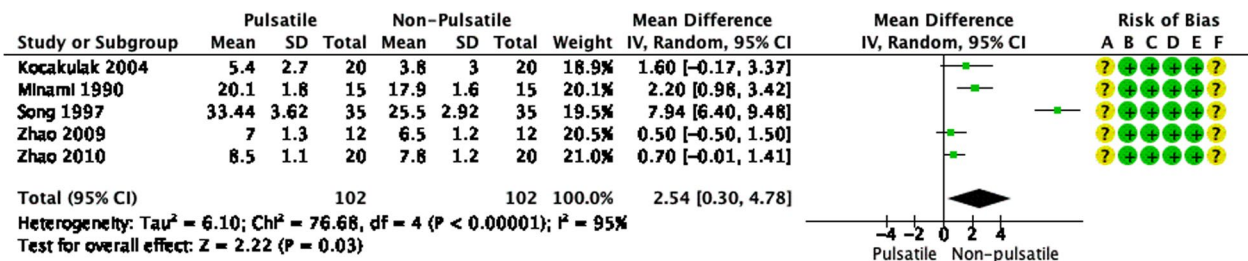 Pulsatile Non-Pulsatile Mean Difference Mean Difference Risk of Bias
Study or Subgroup Mean SD Total Mean SD Total Weight IV, Random, 95% CI IV, Random, 95% CI A B C D E F
Kocakulak 2004 5.4 2.7 20 3.8 3 20 18.9% 1.60 [-0.17, 3.37] ? + + + + ?
Minami 1990 20.1 1.8 15 17.9 1.6 15 20.1% 2.20 [0.98, 3.42] ? + + + + ?
Song 1997 33.44 3.62 35 25.5 2.92 35 19.5% 7.94 [6.40, 9.48] ? + + + + ?
Zhao 2009 7 1.3 12 6.5 1.2 12 20.5% 0.50 [-0.50, 1.50] ? + + + + ?
Zhao 2010 8.5 1.1 20 7.8 1.2 20 21.0% 0.70 [-0.01, 1.41] ? + + + + ?
Total (95% CI) 102 102 100.0% 2.54 [0.30, 4.78]
Heterogeneity: Tau² = 6.10; Chi² = 76.68, df = 4 (P < 0.00001); I² = 95%
Test for overall effect: Z = 2.22 (P = 0.03)
-4 -2 0 2 4
Pulsatile Non-pulsatile